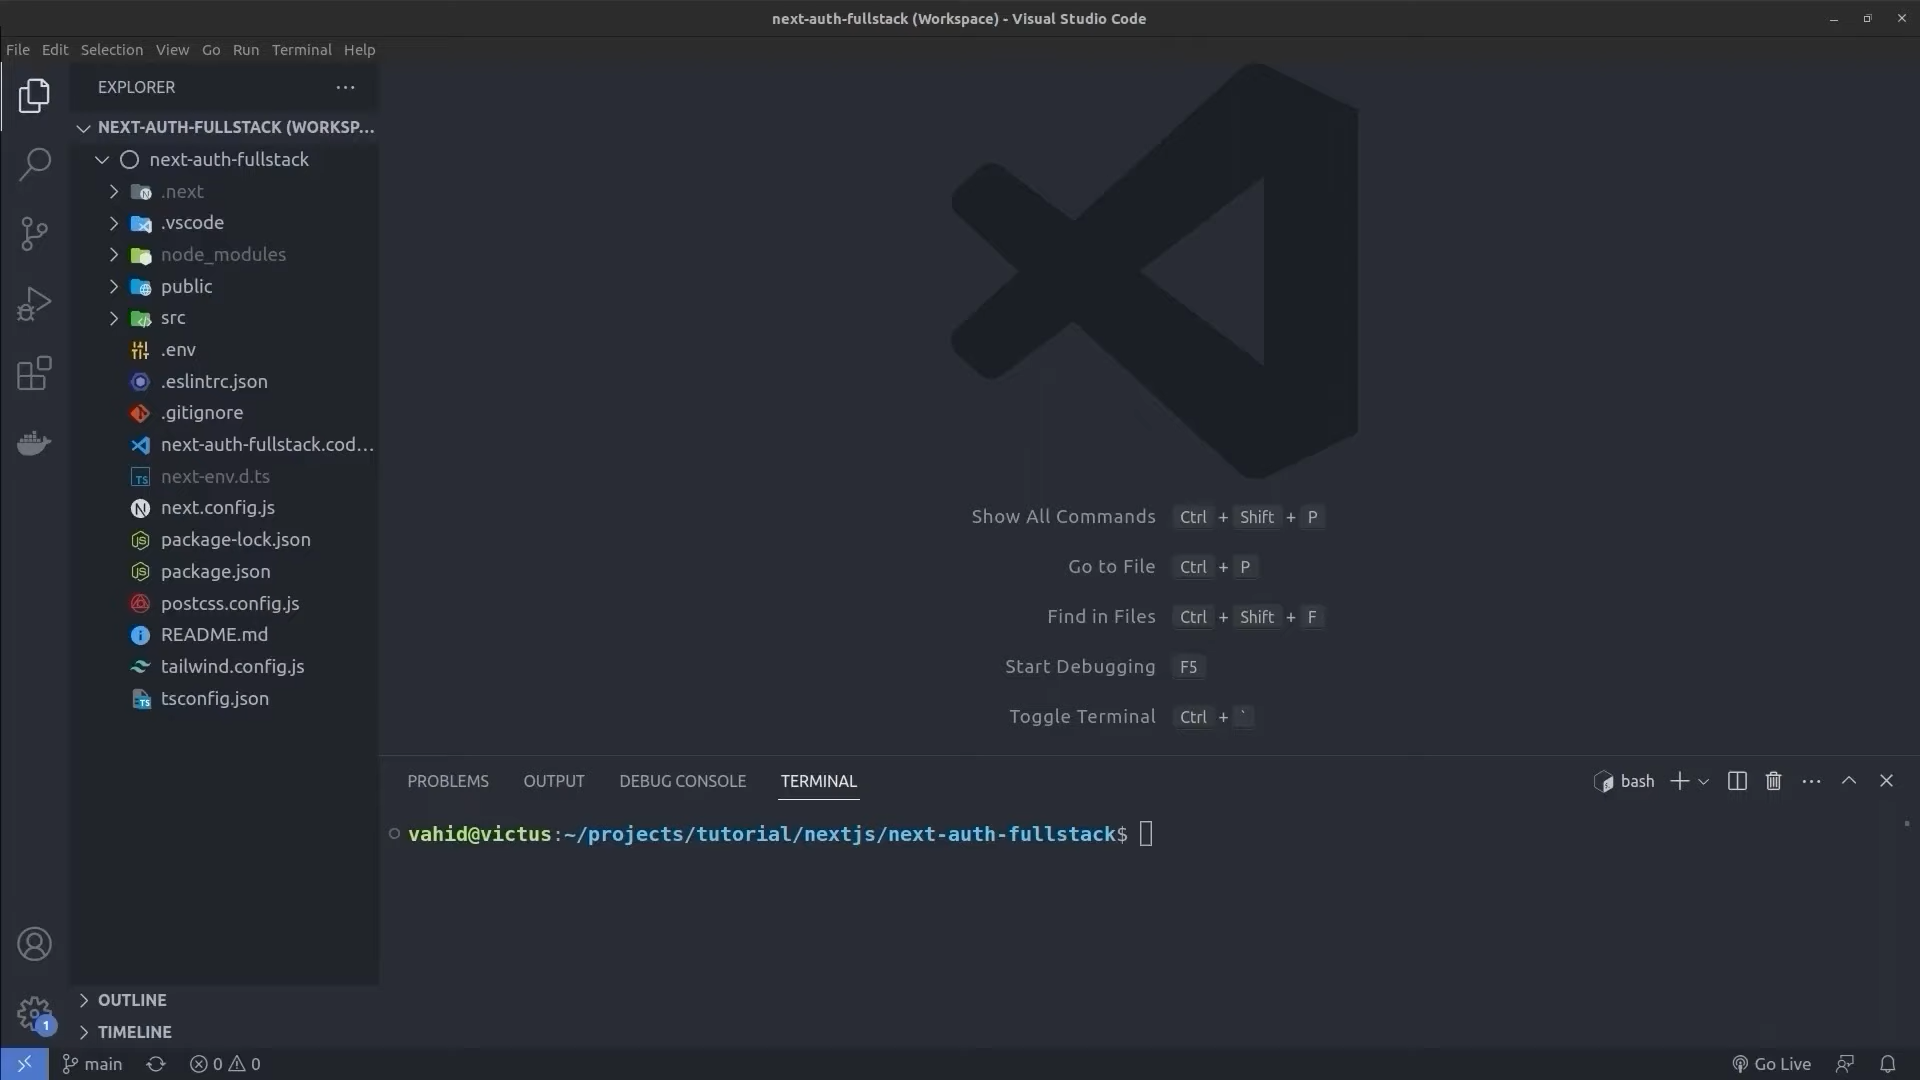 next-auth-fullstack (Workspace) - Visual Studio Code
File Edit Selection View Go Run Terminal Help
EXPLORER
NEXT-AUTH-FULLSTACK (WORKSP...
next-auth-fullstack
.next
.vscode
node_modules
public
src
.env
.eslintrc.json
.gitignore
next-auth-fullstack.cod...
next-env.d.ts
next.config.js
package-lock.json
package.json
postcss.config.js
README.md
tailwind.config.js
tsconfig.json
OUTLINE
TIMELINE
Show All Commands Ctrl + Shift + P
Go to File Ctrl + P
Find in Files Ctrl + Shift + F
Start Debugging F5
Toggle Terminal Ctrl + `
PROBLEMS OUTPUT DEBUG CONSOLE TERMINAL bash
vahid@victus:~/projects/tutorial/nextjs/next-auth-fullstack$
1
main 0 0 Go Live